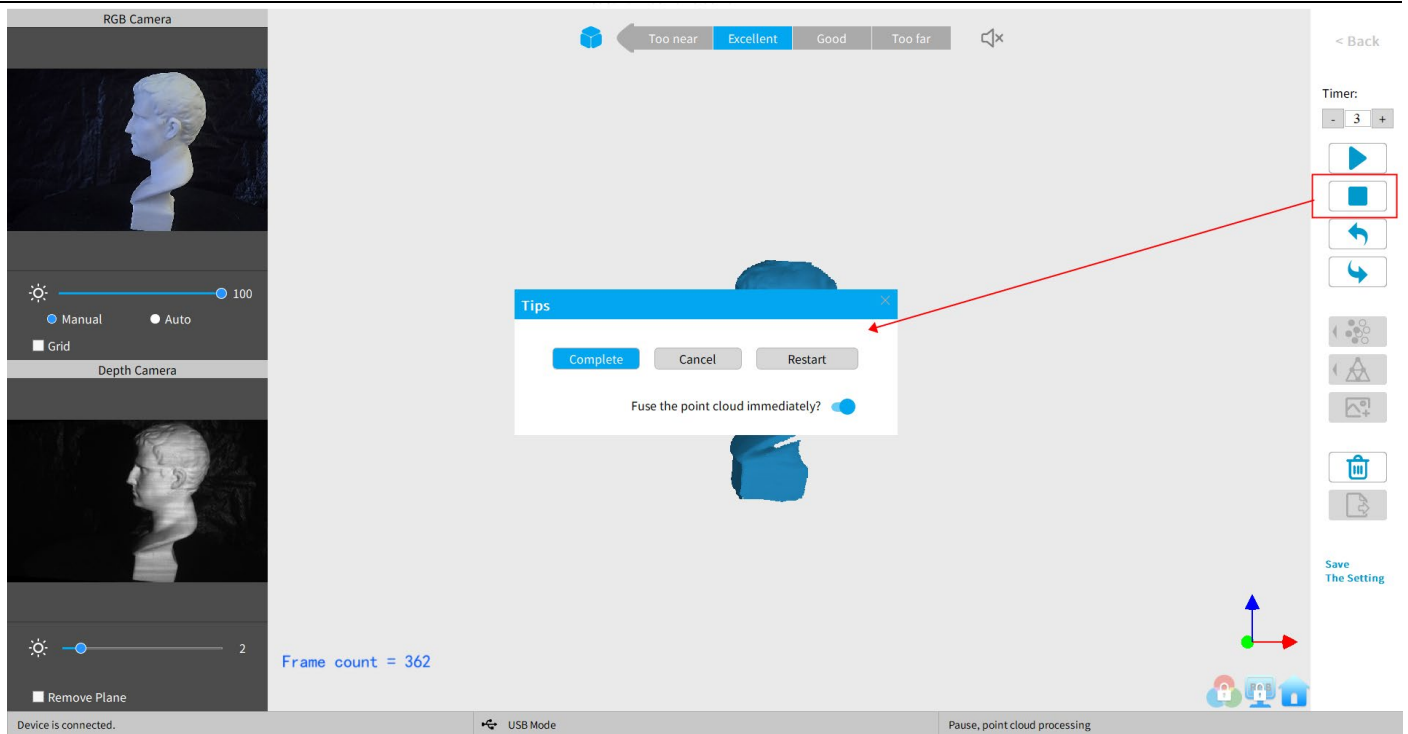 RGB Camera
Too near Excellent Good Too far
< Back
Timer:
- 3 +
100
Manual Auto
Grid
Depth Camera
Tips
Complete Cancel Restart
Fuse the point cloud immediately?
Save
The Setting
2
Frame count = 362
Remove Plane
Device is connected. USB Mode Pause, point cloud processing